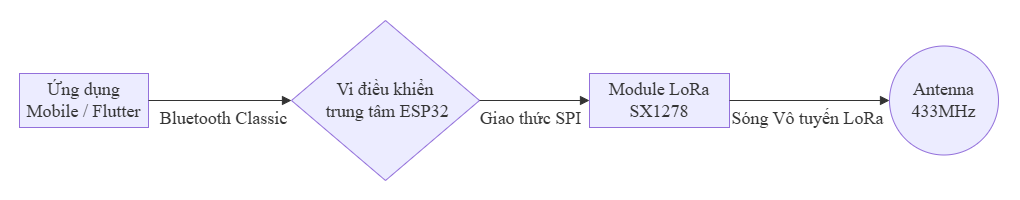 Ứng dụng
Mobile / Flutter
Bluetooth Classic
Vi điều khiển
trung tâm ESP32
Giao thức SPI
Module LoRa
SX1278
Sóng Vô tuyến LoRa
Antenna
433MHz